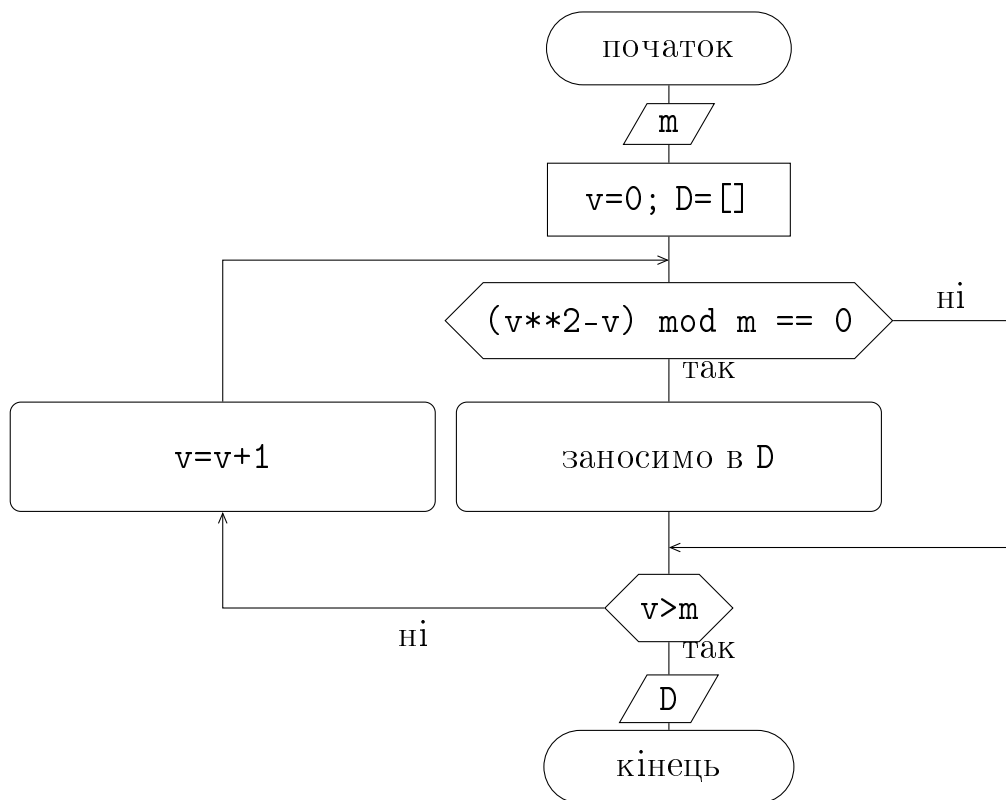 початок
m
v=0; D=[]
(v**2-v) mod m == 0
ні
так
v=v+1
заносимо в D
v>m
ні
так
D
кінець